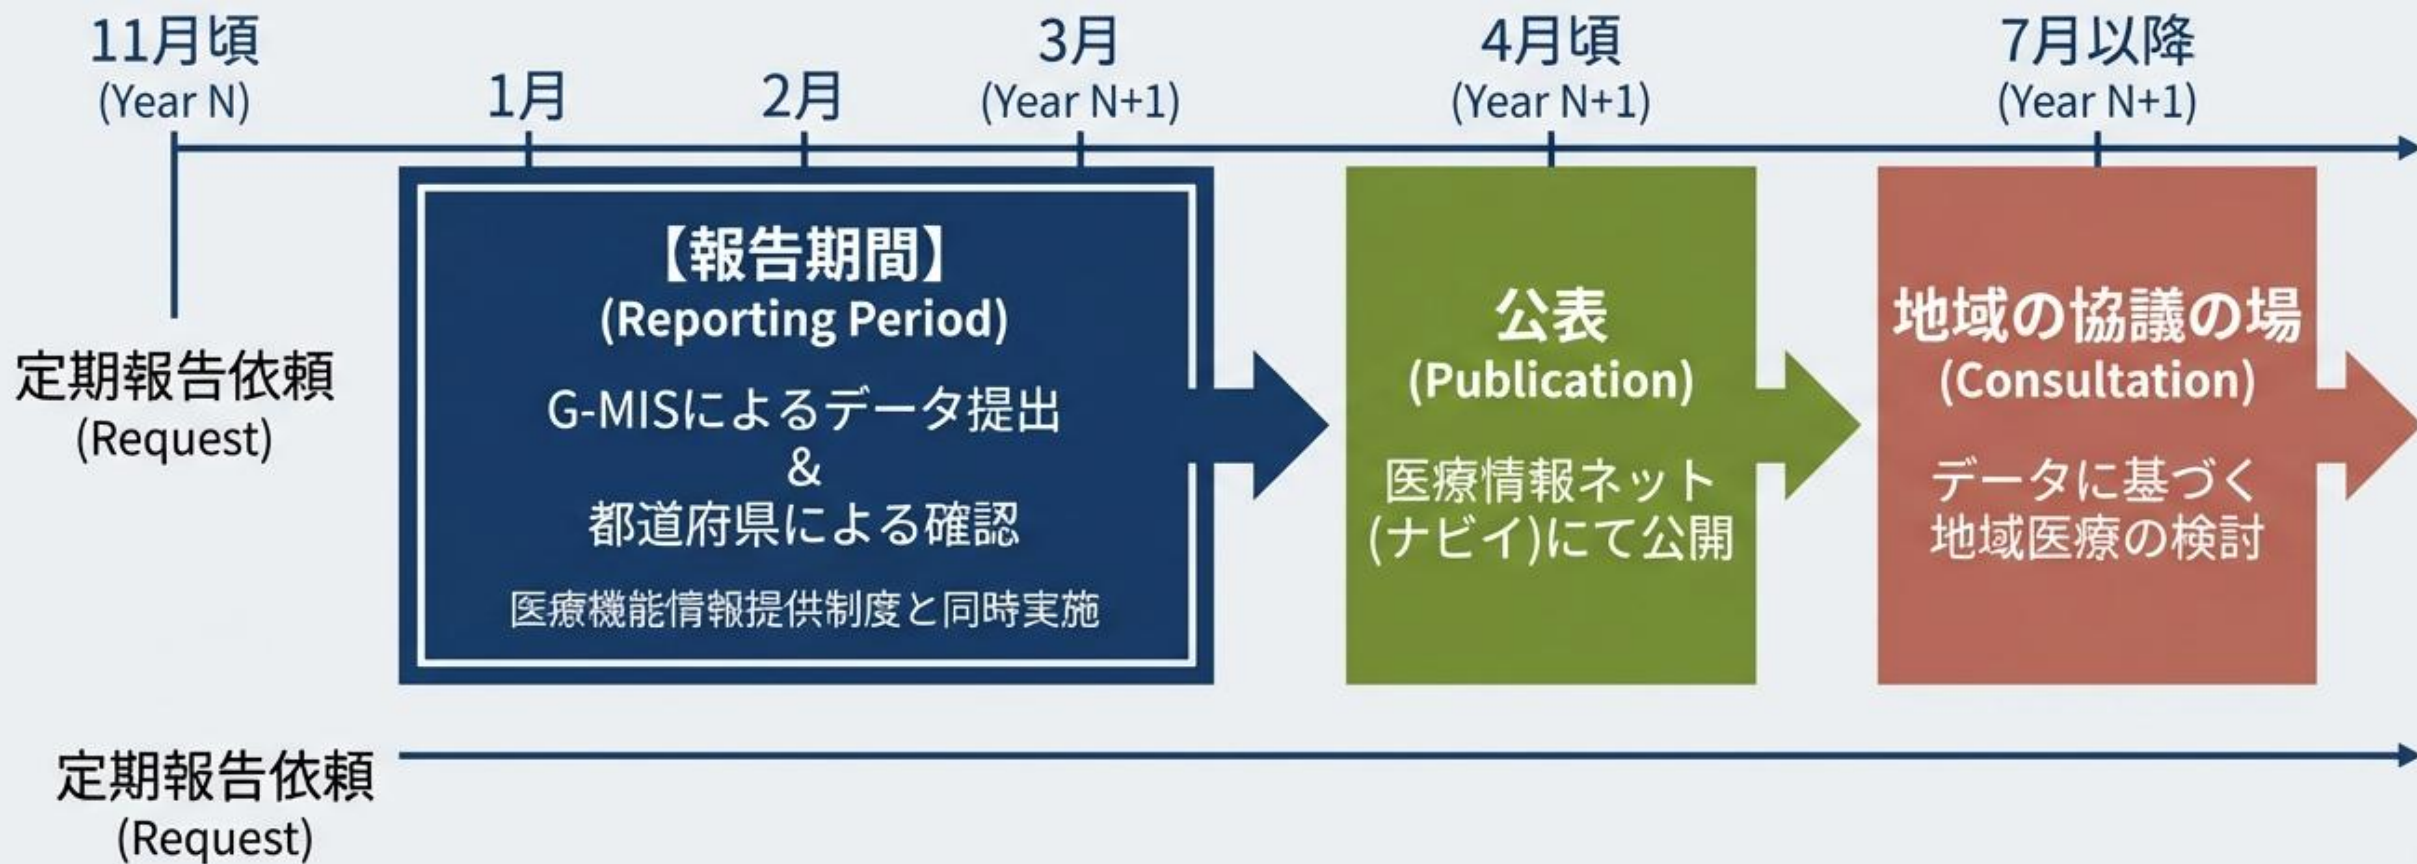 11月頃
(Year N)
1月
2月
3月
(Year N+1)
4月頃
(Year N+1)
7月以降
(Year N+1)
定期報告依頼
(Request)
【報告期間】
(Reporting Period)
G-MISによるデータ提出
&
都道府県による確認
医療機能情報提供制度と同時実施
公表
(Publication)
医療情報ネット
(ナビイ)にて公開
地域の協議の場
(Consultation)
データに基づく
地域医療の検討
定期報告依頼
(Request)